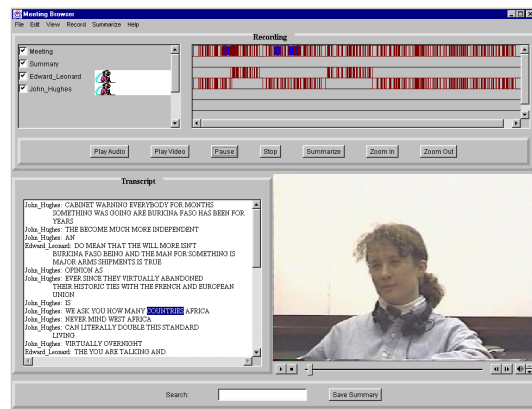 Meeting Browser
File Edit View Record Summarize Help
Recording
Meeting
Summary
Edward_Leonard
John_Hughes
Play Audio Play Video Pause Stop Summarize Zoom In Zoom Out
Transcript
John_Hughes: CABINET WARNING EVERYBODY FOR MONTHS
SOMETHING WAS GOING ARE BURKINA FASO HAS BEEN FOR
YEARS
John_Hughes: THE BECOME MUCH MORE INDEPENDENT
John_Hughes: AN
Edward_Leonard: DO MEAN THAT THE WILL MORE ISN'T
BURKINA FASO BEING AND THE MAN FOR SOMETHING IS
MAJOR ARMS SHIPMENTS IS TRUE
John_Hughes: OPINION AS
John_Hughes: EVER SINCE THEY VIRTUALLY ABANDONED
THEIR HISTORIC TIES WITH THE FRENCH AND EUROPEAN
UNION
John_Hughes: IS
John_Hughes: WE ASK YOU HOW MANY COUNTRIES AFRICA
John_Hughes: NEVER MIND WEST AFRICA
John_Hughes: CAN LITERALLY DOUBLE THIS STANDARD
LIVING
John_Hughes: VIRTUALLY OVERNIGHT
Edward_Leonard: THE YOU ARE TALKING AND
Search: Save Summary